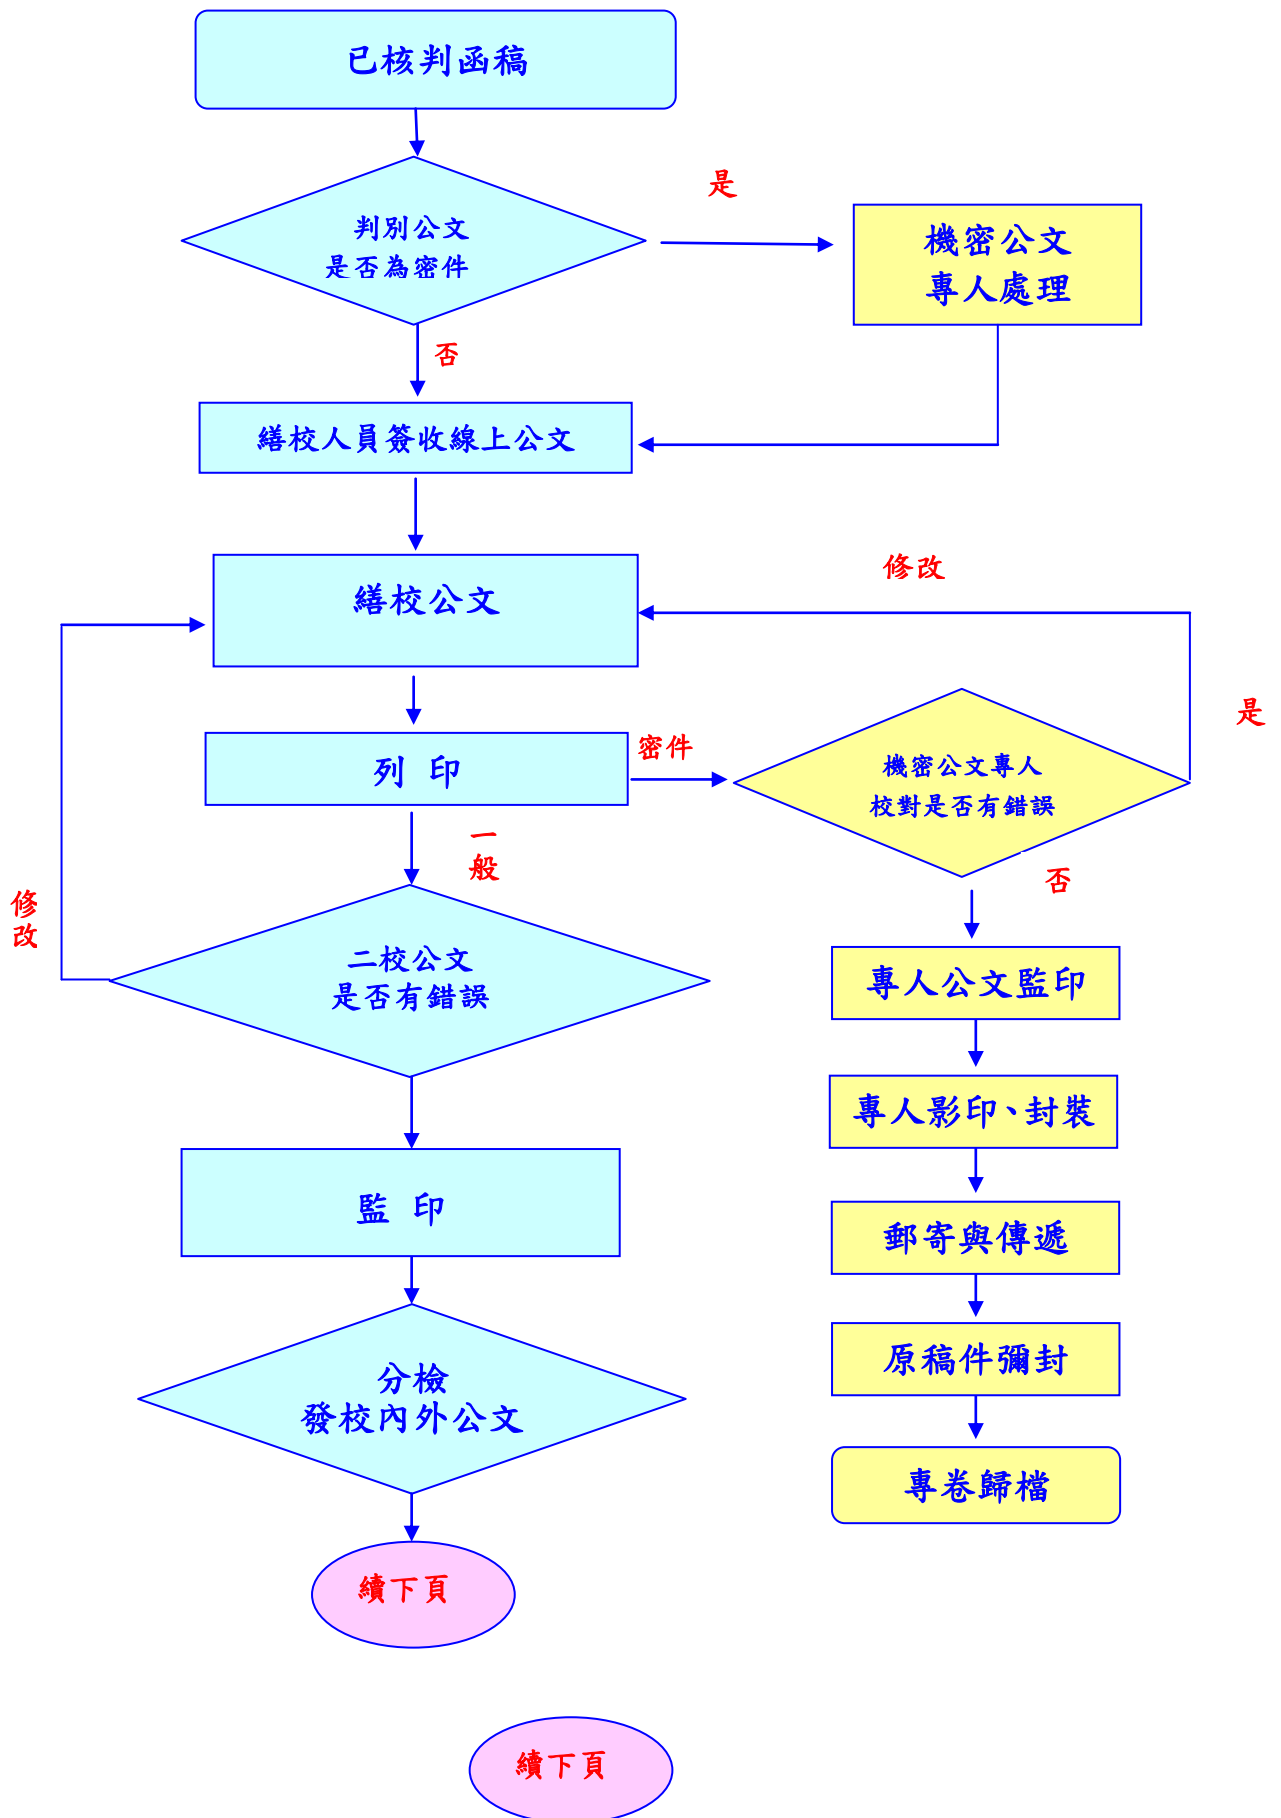 已核判函稿
是
判別公文
是否為密件
機密公文
專人處理
否
繕校人員簽收線上公文
修改
繕校公文
是
密件
列 印
機密公文專人
校對是否有錯誤
一
般
否
修
改
二校公文
是否有錯誤
專人公文監印
專人影印、封裝
監 印
郵寄與傳遞
原稿件彌封
分檢
發校內外公文
專卷歸檔
續下頁
續下頁